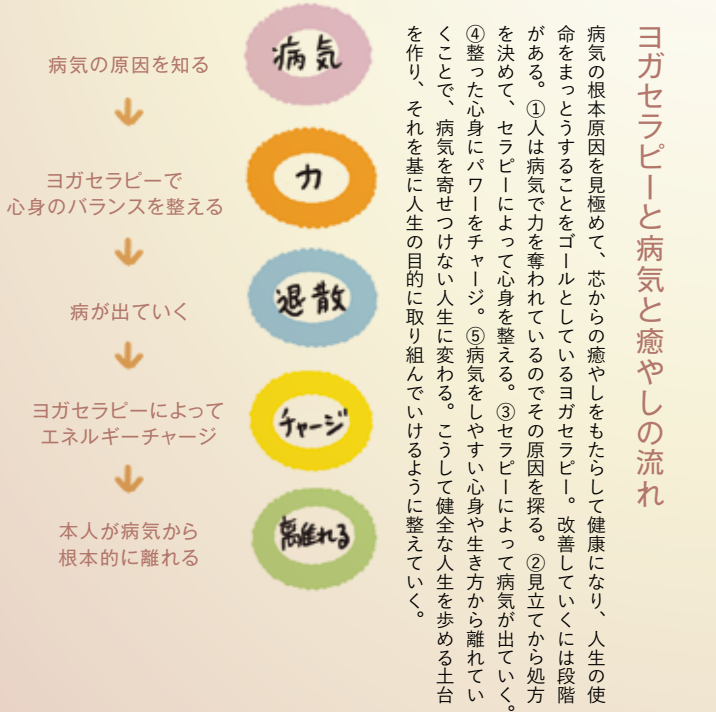 ヨガセラピーと病気と癒やしの流れ
病気の根本原因を見極めて、芯からの癒やしをもたらして健康になり、人生の使
命をまっとうすることをゴールとしているヨガセラピー。改善していくには段階
がある。①人は病気で力を奪われているのでその原因を探る。②見立てから処方
を決めて、セラピーによって心身を整える。③セラピーによって病気が出ていく。
④整った心身にパワーをチャージ。⑤病気をしやすい心身や生き方から離れてい
くことで、病気を寄せつけない人生に変わる。こうして健全な人生を歩める土台
を作り、それを基に人生の目的に取り組んでいけるように整えていく。
病気
病気の原因を知る
力
ヨガセラピーで
心身のバランスを整える
退散
病が出ていく
チャージ
ヨガセラピーによって
エネルギーチャージ
離れる
本人が病気から
根本的に離れる